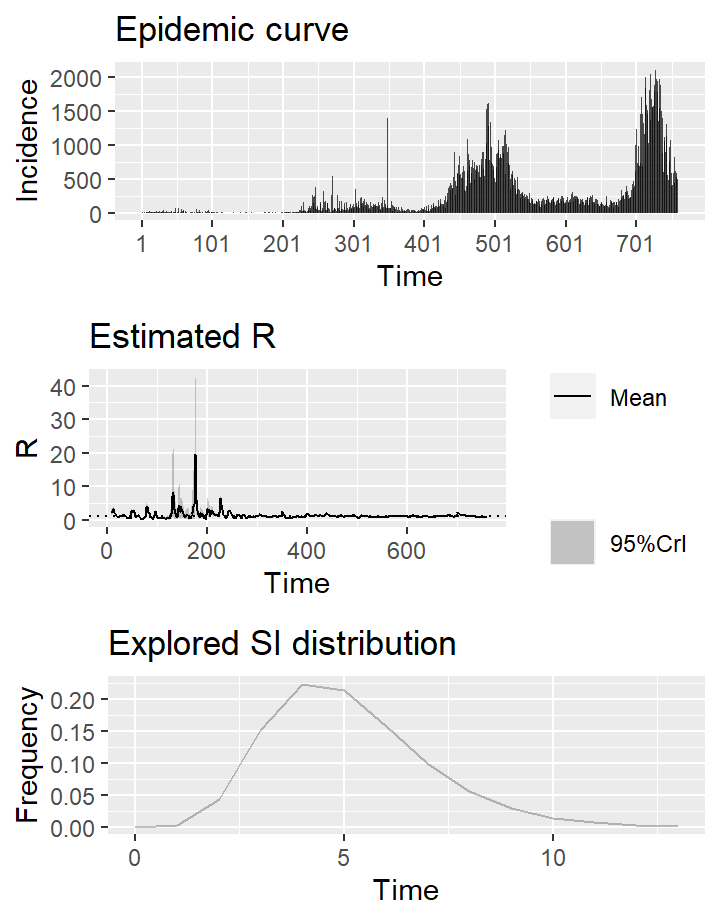 Epidemic curve
2000
1500
1000
500
0
Incidence
1 101 201 301 401 501 601 701
Time
Estimated R
40
30
20
10
0
R
0 200 400 600
Time
Mean
95%CrI
Explored SI distribution
0.20
0.15
0.10
0.05
0.00
Frequency
0 5 10
Time